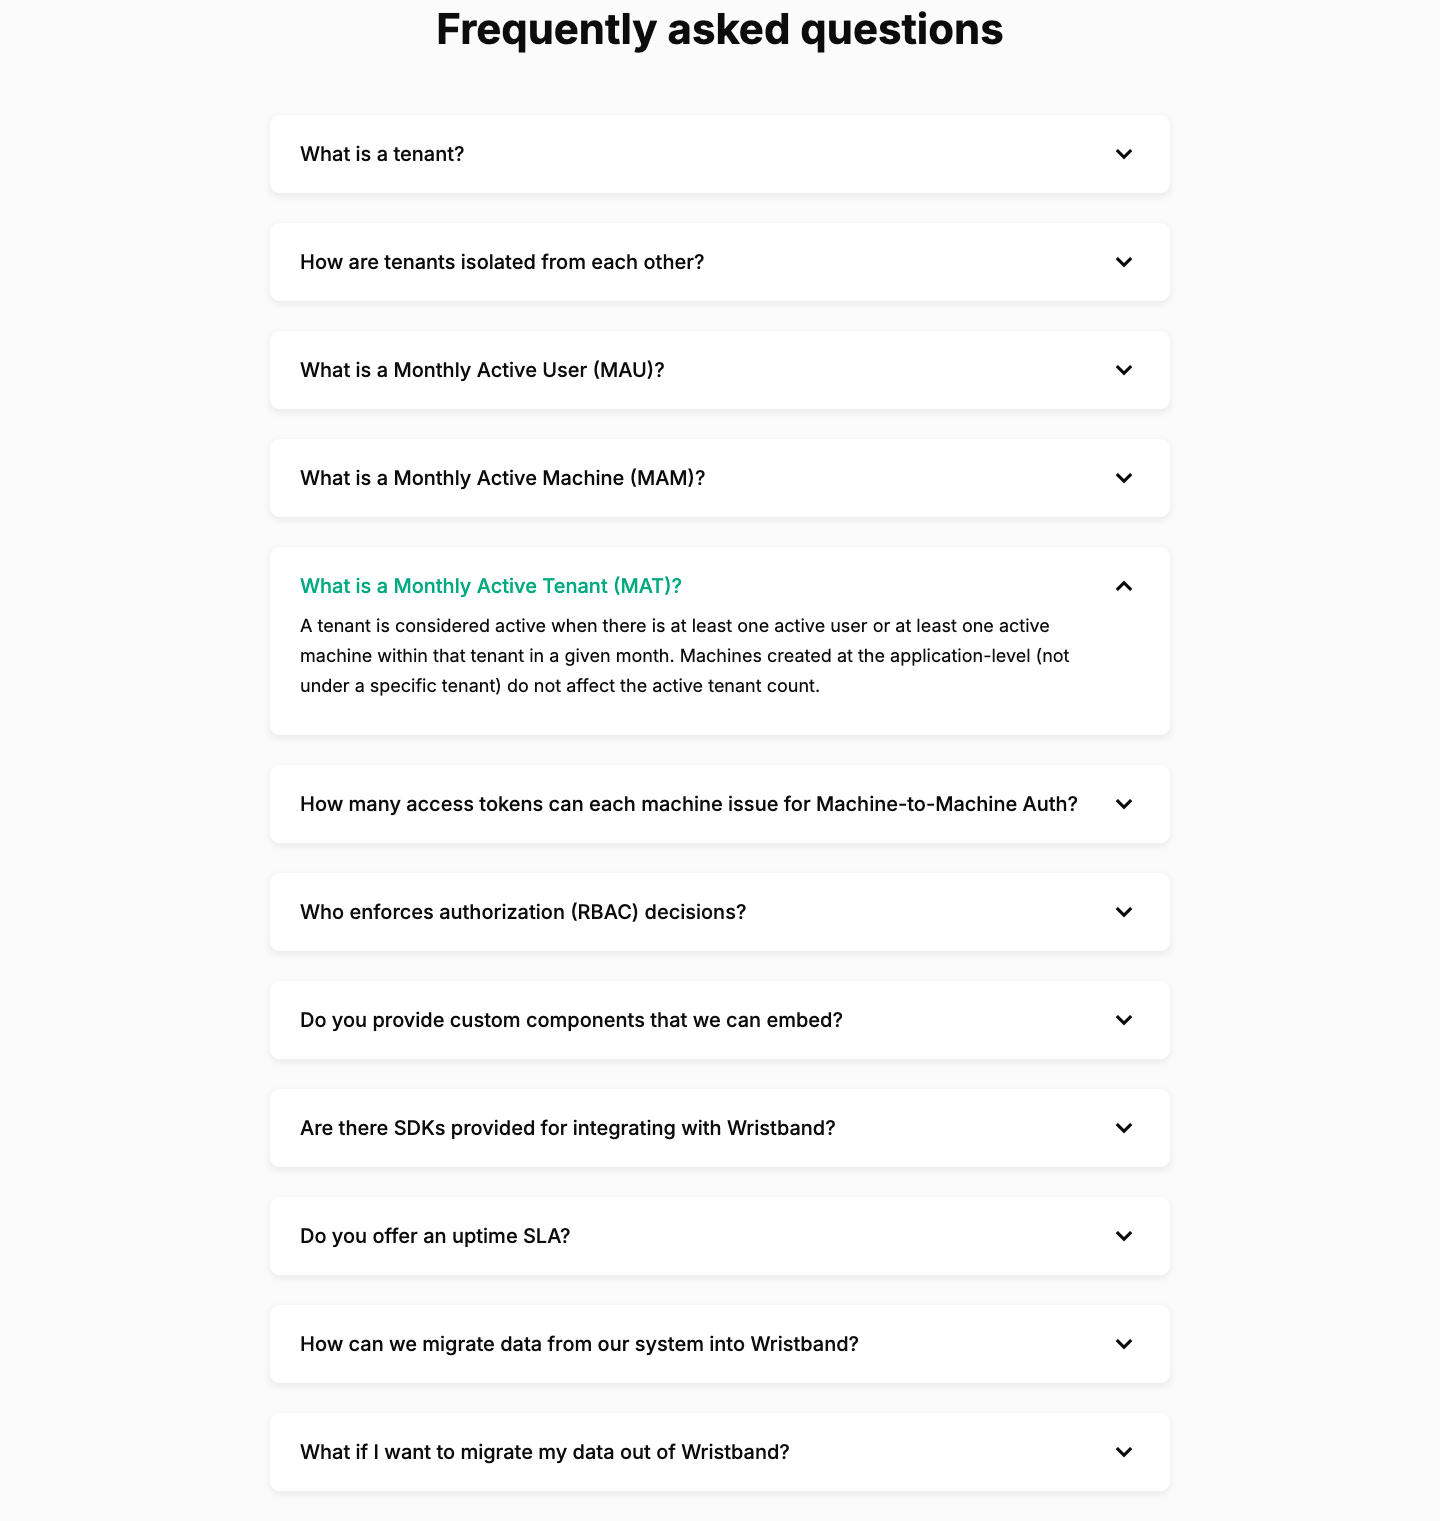 Frequently asked questions
What is a tenant?
How are tenants isolated from each other?
What is a Monthly Active User (MAU)?
What is a Monthly Active Machine (MAM)?
What is a Monthly Active Tenant (MAT)?
A tenant is considered active when there is at least one active user or at least one active
machine within that tenant in a given month. Machines created at the application-level (not
under a specific tenant) do not affect the active tenant count.
How many access tokens can each machine issue for Machine-to-Machine Auth?
Who enforces authorization (RBAC) decisions?
Do you provide custom components that we can embed?
Are there SDKs provided for integrating with Wristband?
Do you offer an uptime SLA?
How can we migrate data from our system into Wristband?
What if I want to migrate my data out of Wristband?